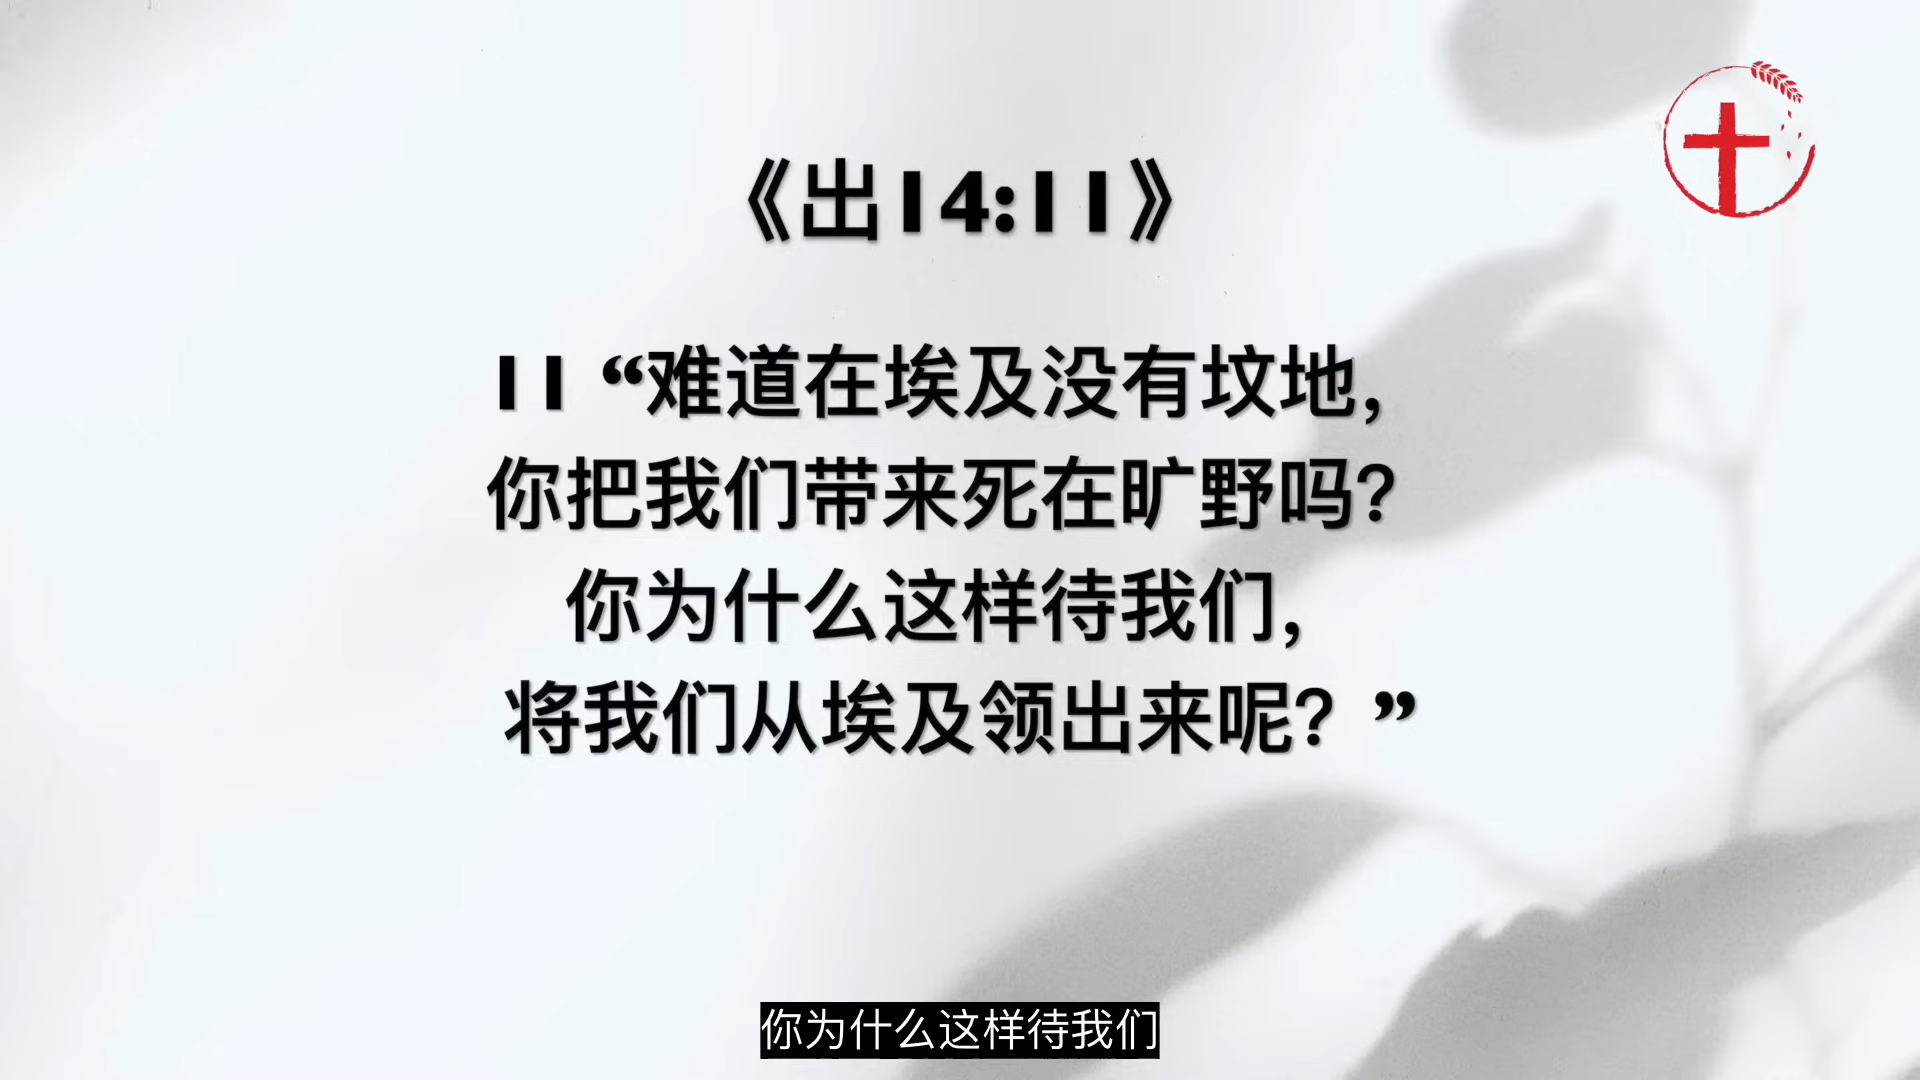 《出14:11》
11 “难道在埃及没有坟地，
你把我们带来死在旷野吗？
你为什么这样待我们，
将我们从埃及领出来呢？”
你为什么这样待我们